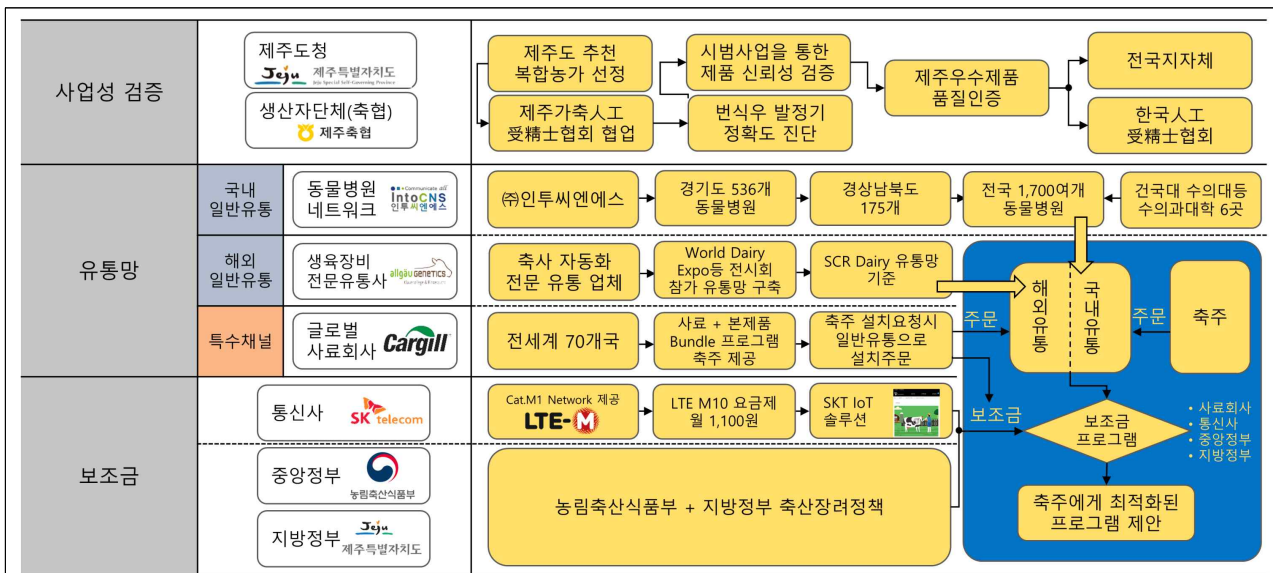 사업성 검증
제주도청
Jeju 제주특별자치도
Jeju Special Self-Governing Province
생산자단체(축협)
제주축협
제주도 추천
복합농가 선정
제주가축人工
受精士협회 협업
시범사업을 통한
제품 신뢰성 검증
번식우 발정기
정확도 진단
제주우수제품
품질인증
전국지자체
한국人工
受精士협회
유통망
국내
일반유통
동물병원
네트워크
Communicate all
IntoCNS
인투씨엔에스
㈜인투씨엔에스
경기도 536개
동물병원
경상남북도
175개
전국 1,700여개
동물병원
건국대 수의대등
수의과대학 6곳
해외
일반유통
생육장비
전문유통사
allgäu GENETICS
축사 자동화
전문 유통 업체
World Dairy
Expo등 전시회
참가 유통망 구축
SCR Dairy 유통망
기준
특수채널
글로벌
사료회사
Cargill
전세계 70개국
사료 + 본제품
Bundle 프로그램
축주 제공
축주 설치요청시
일반유통으로
설치주문
주문
해외유통
국내유통
주문
축주
보조금
보조금
통신사
SK telecom
Cat.M1 Network 제공
LTE-M
LTE M10 요금제
월 1,100원
SKT IoT
솔루션
보조금
프로그램
• 사료회사
• 통신사
• 중앙정부
• 지방정부
중앙정부
농림축산식품부
지방정부
Jeju
제주특별자치도
농림축산식품부 + 지방정부 축산장려정책
축주에게 최적화된
프로그램 제안